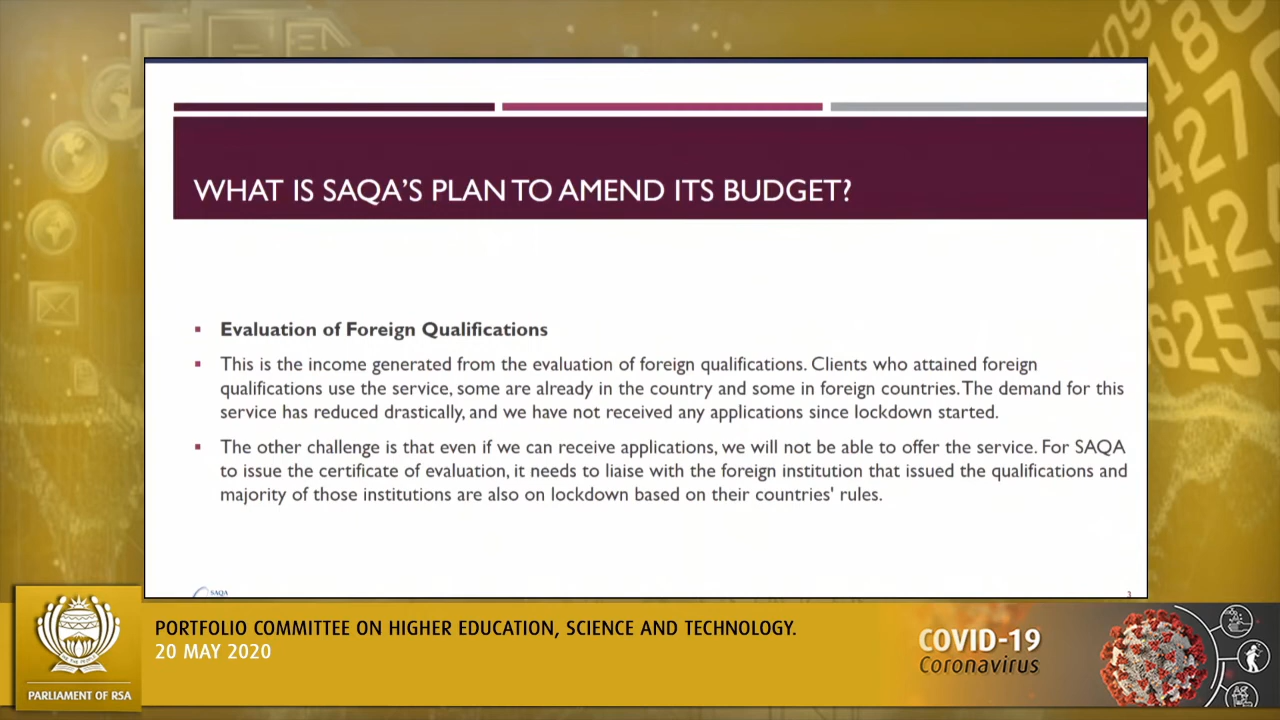 WHAT IS SAQA'S PLAN TO AMEND ITS BUDGET?
▪ Evaluation of Foreign Qualifications
▪ This is the income generated from the evaluation of foreign qualifications. Clients who attained foreign
qualifications use the service, some are already in the country and some in foreign countries. The demand for this
service has reduced drastically, and we have not received any applications since lockdown started.
▪ The other challenge is that even if we can receive applications, we will not be able to offer the service. For SAQA
to issue the certificate of evaluation, it needs to liaise with the foreign institution that issued the qualifications and
majority of those institutions are also on lockdown based on their countries' rules.
SAQA
PARLIAMENT OF RSA
PORTFOLIO COMMITTEE ON HIGHER EDUCATION, SCIENCE AND TECHNOLOGY.
20 MAY 2020
COVID-19
Coronavirus